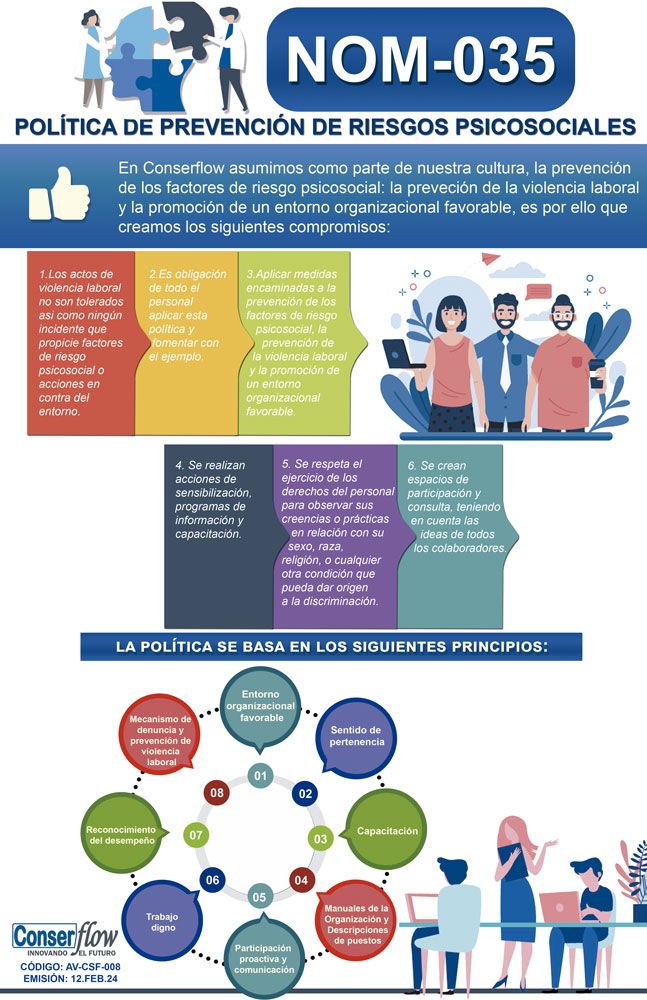 NOM-035
POLÍTICA DE PREVENCIÓN DE RIESGOS PSICOSOCIALES
En Conserflow asumimos como parte de nuestra cultura, la prevención
de los factores de riesgo psicosocial: la preveción de la violencia laboral
y la promoción de un entorno organizacional favorable, es por ello que
creamos los siguientes compromisos:
1.Los actos de
violencia laboral
no son tolerados
asi como ningún
incidente que
propicie factores
de riesgo
psicosocial o
acciones en
contra del
entorno.
2.Es obligación
de todo el
personal
aplicar esta
política y
fomentar con
el ejemplo.
3.Aplicar medidas
encaminadas a la
prevención de los
factores de riesgo
psicosocial, la
prevención de
la violencia laboral
y la promoción de
un entorno
organizacional
favorable.
4. Se realizan
acciones de
sensibilización,
programas de
información y
capacitación.
5. Se respeta el
ejercicio de los
derechos del personal
para observar sus
creencias o prácticas
en relación con su
sexo, raza,
religión, o cualquier
otra condición que
pueda dar origen
a la discriminación.
6. Se crean
espacios de
participación y
consulta, teniendo
en cuenta las
ideas de todos
los colaboradores.
LA POLÍTICA SE BASA EN LOS SIGUIENTES PRINCIPIOS:
Entorno
organizacional
favorable
01
Sentido de
pertenencia
02
Capacitación
03
Manuales de la
Organización y
Descripciones
de puestos
04
Participación
proactiva y
comunicación
05
Trabajo
digno
06
Reconocimiento
del desempeño
07
Mecanismo de
denuncia y
prevención de
violencia
laboral
08
Conserflow
INNOVANDO EL FUTURO
CÓDIGO: AV-CSF-008
EMISIÓN: 12.FEB.24